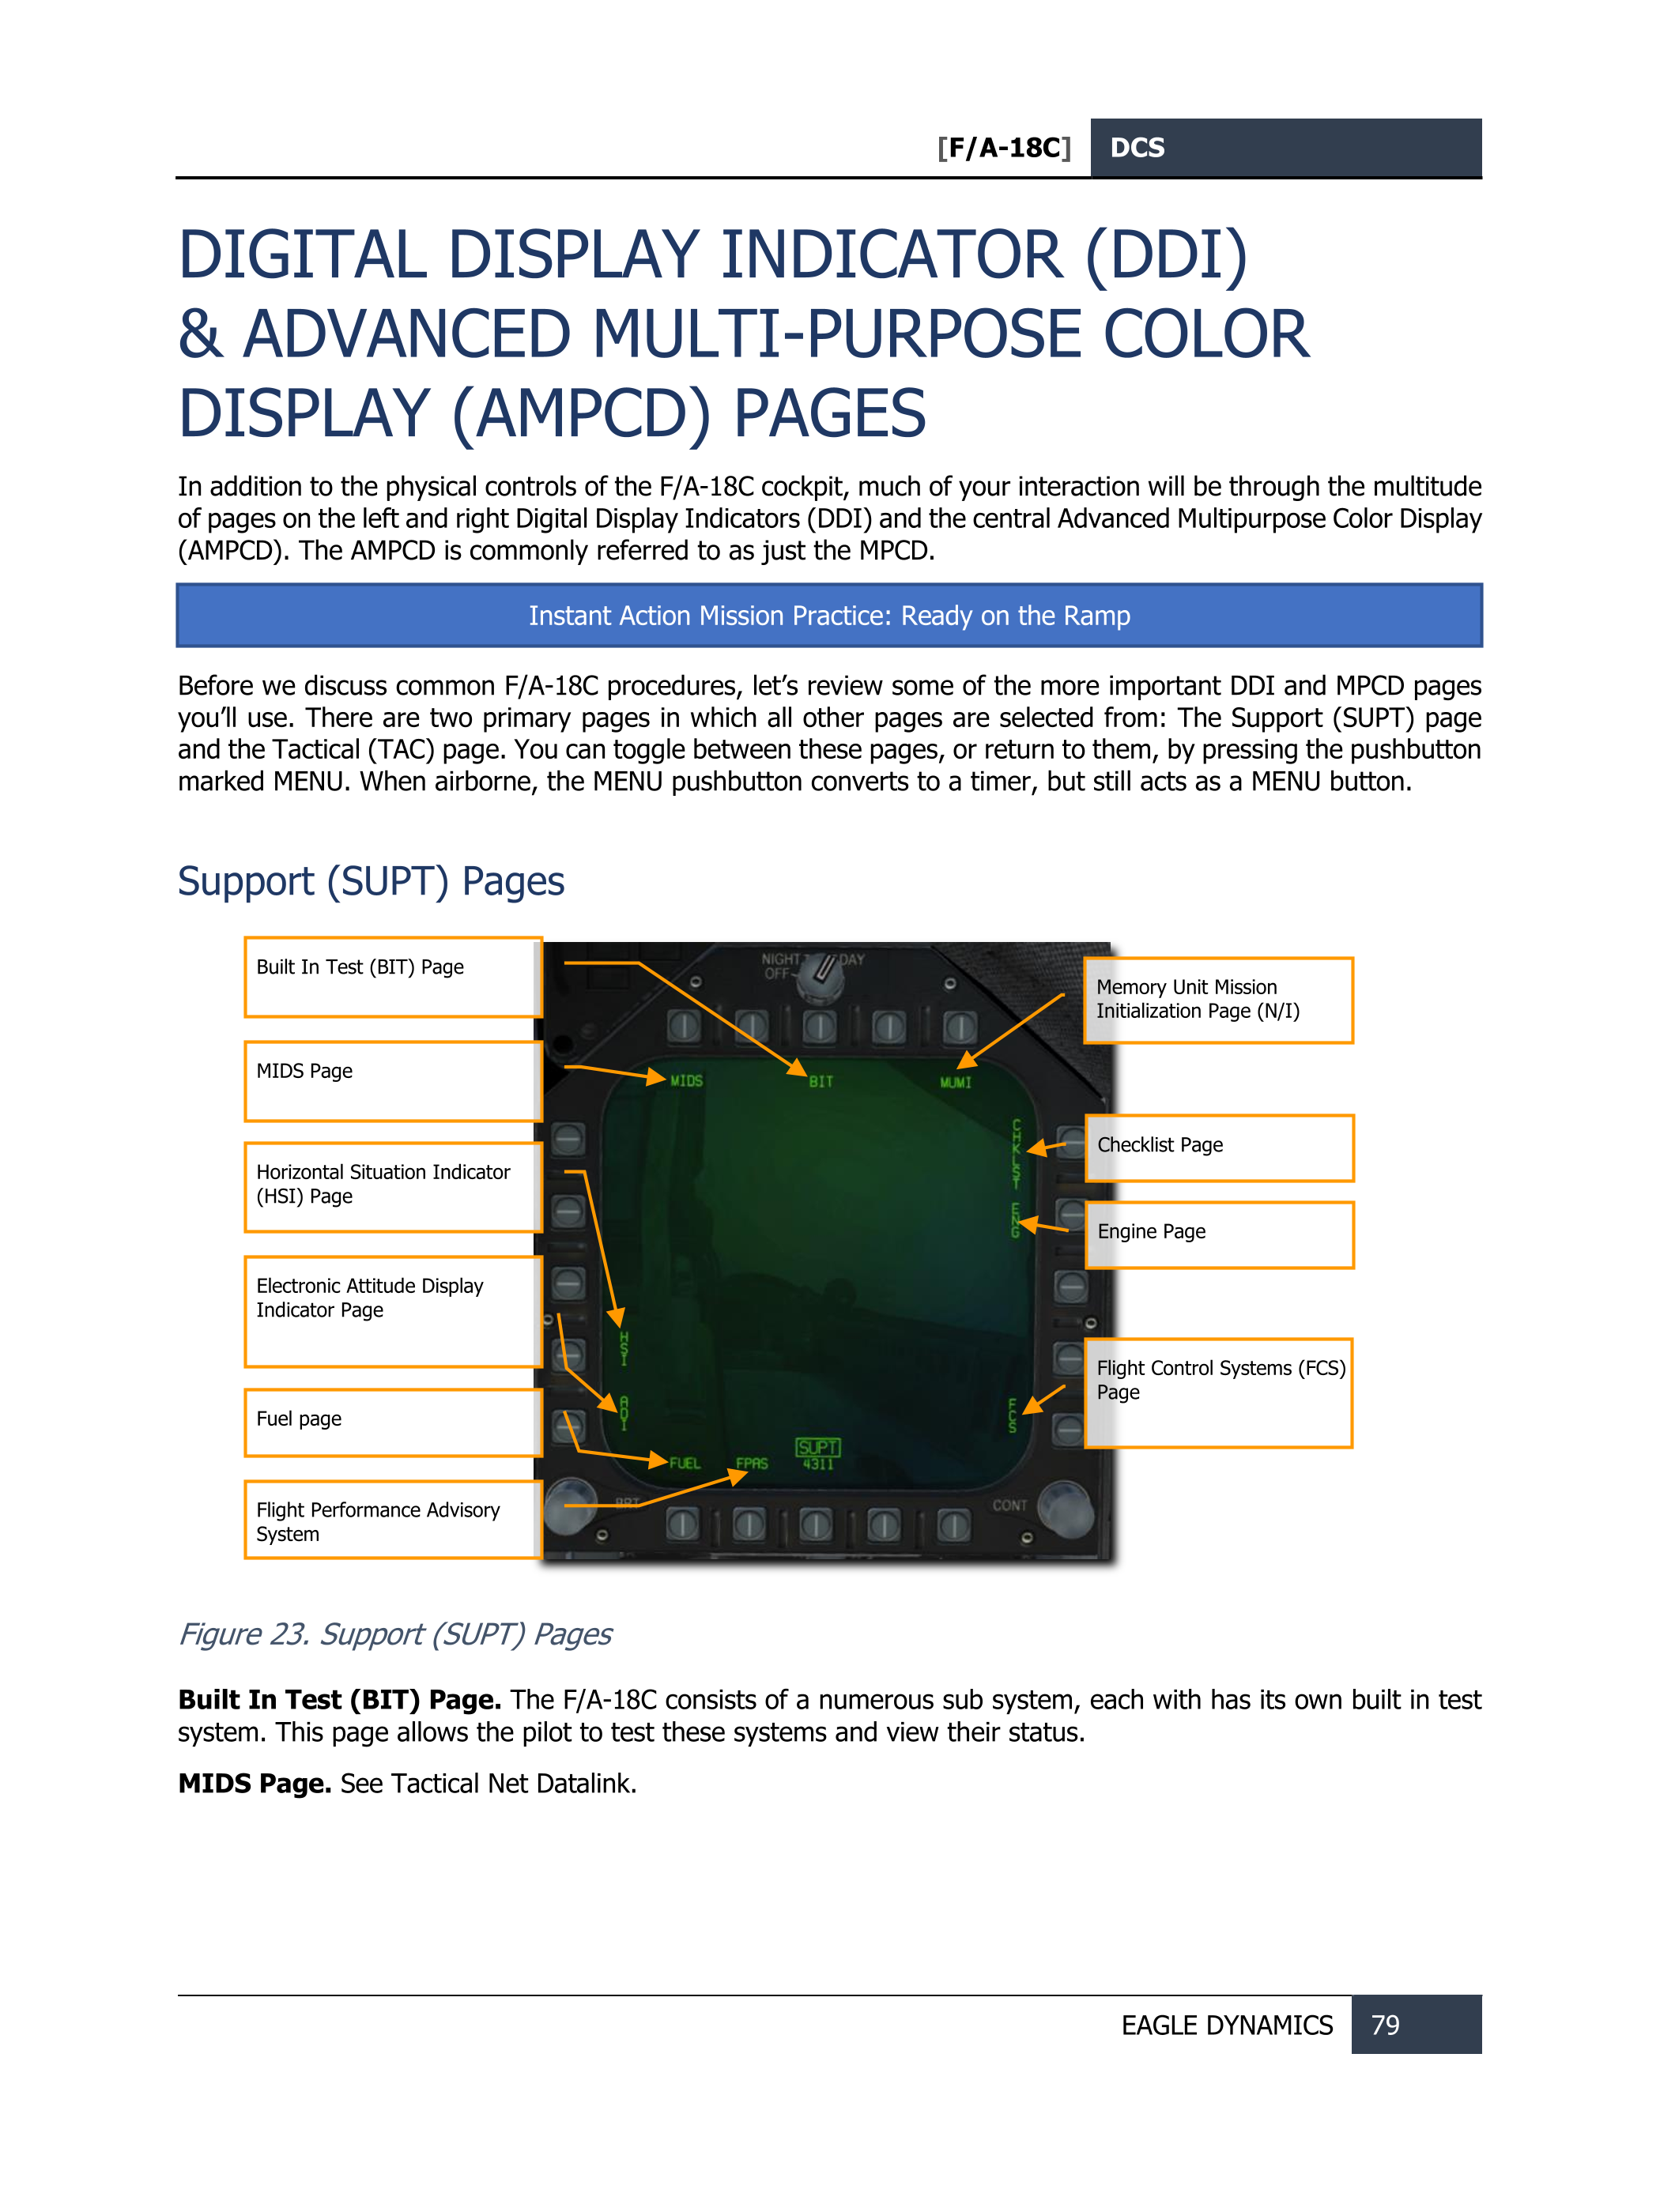 [F/A-18C] DCS
DIGITAL DISPLAY INDICATOR (DDI)
& ADVANCED MULTI-PURPOSE COLOR
DISPLAY (AMPCD) PAGES
In addition to the physical controls of the F/A-18C cockpit, much of your interaction will be through the multitude
of pages on the left and right Digital Display Indicators (DDI) and the central Advanced Multipurpose Color Display
(AMPCD). The AMPCD is commonly referred to as just the MPCD.
Instant Action Mission Practice: Ready on the Ramp
Before we discuss common F/A-18C procedures, let’s review some of the more important DDI and MPCD pages
you’ll use. There are two primary pages in which all other pages are selected from: The Support (SUPT) page
and the Tactical (TAC) page. You can toggle between these pages, or return to them, by pressing the pushbutton
marked MENU. When airborne, the MENU pushbutton converts to a timer, but still acts as a MENU button.
Support (SUPT) Pages
Built In Test (BIT) Page
MIDS Page
Horizontal Situation Indicator
(HSI) Page
Electronic Attitude Display
Indicator Page
Fuel page
Flight Performance Advisory
System
NIGHT DAY
OFF
MIDS BIT MUMI
CHKLST
ENG
HSI
ADI
FCS
SUPT
FUEL FPAS 4311
BRT CONT
Memory Unit Mission
Initialization Page (N/I)
Checklist Page
Engine Page
Flight Control Systems (FCS)
Page
Figure 23. Support (SUPT) Pages
Built In Test (BIT) Page. The F/A-18C consists of a numerous sub system, each with has its own built in test
system. This page allows the pilot to test these systems and view their status.
MIDS Page. See Tactical Net Datalink.
EAGLE DYNAMICS 79